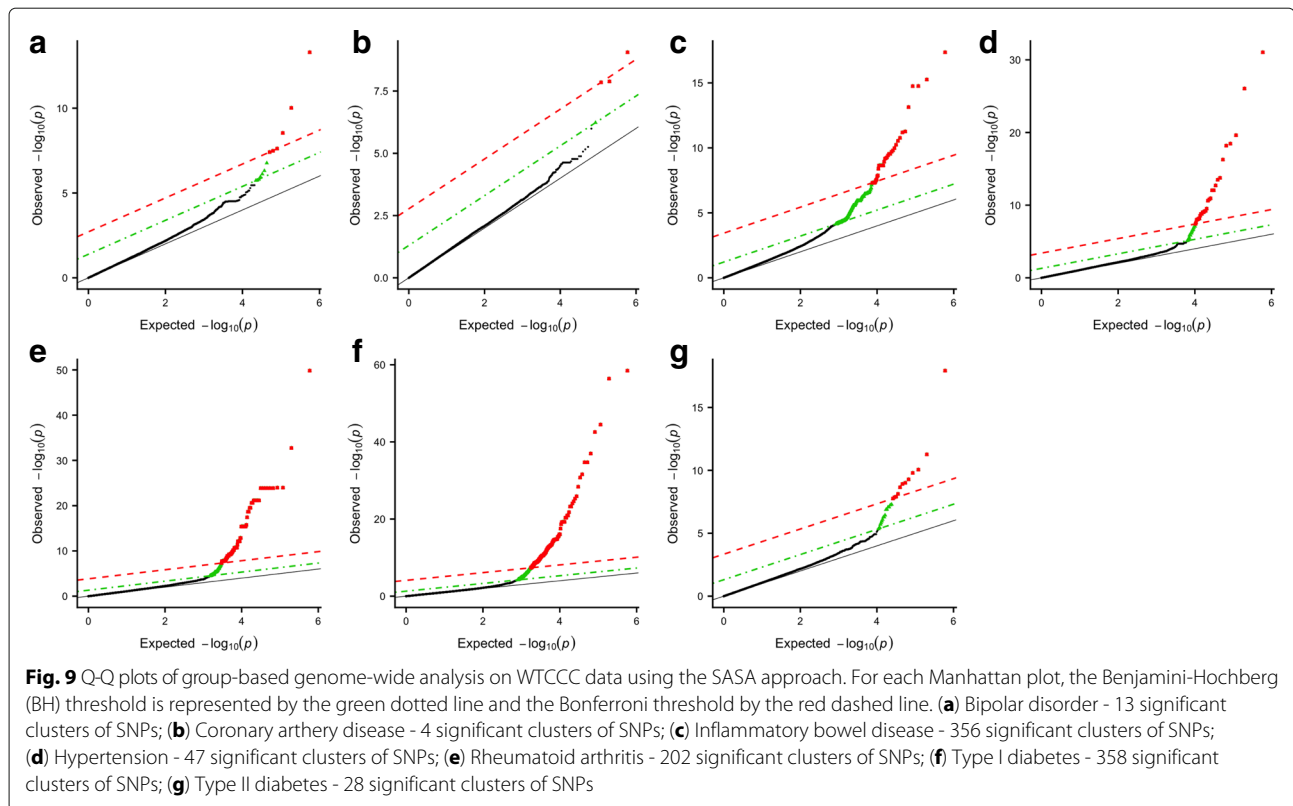 a
b
c
d
10
5
0
Observed −log10(p)
0 2 4 6
Expected −log10(p)
7.5
5.0
2.5
0.0
Observed −log10(p)
0 2 4 6
Expected −log10(p)
15
10
5
0
Observed −log10(p)
0 2 4 6
Expected −log10(p)
30
20
10
0
Observed −log10(p)
0 2 4 6
Expected −log10(p)
e
f
g
50
40
30
20
10
0
Observed −log10(p)
0 2 4 6
Expected −log10(p)
60
40
20
0
Observed −log10(p)
0 2 4 6
Expected −log10(p)
15
10
5
0
Observed −log10(p)
0 2 4 6
Expected −log10(p)
Fig. 9 Q-Q plots of group-based genome-wide analysis on WTCCC data using the SASA approach. For each Manhattan plot, the Benjamini-Hochberg
(BH) threshold is represented by the green dotted line and the Bonferroni threshold by the red dashed line. (a) Bipolar disorder - 13 significant
clusters of SNPs; (b) Coronary arthery disease - 4 significant clusters of SNPs; (c) Inflammatory bowel disease - 356 significant clusters of SNPs;
(d) Hypertension - 47 significant clusters of SNPs; (e) Rheumatoid arthritis - 202 significant clusters of SNPs; (f) Type I diabetes - 358 significant
clusters of SNPs; (g) Type II diabetes - 28 significant clusters of SNPs